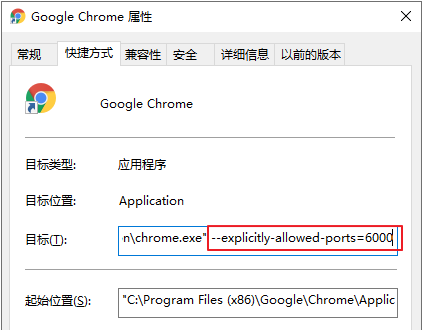 Google Chrome 属性
常规 快捷方式 兼容性 安全 详细信息 以前的版本
Google Chrome
目标类型: 应用程序
目标位置: Application
目标(T): n\chrome.exe" --explicitly-allowed-ports=6000
起始位置(S): "C:\Program Files (x86)\Google\Chrome\Applic